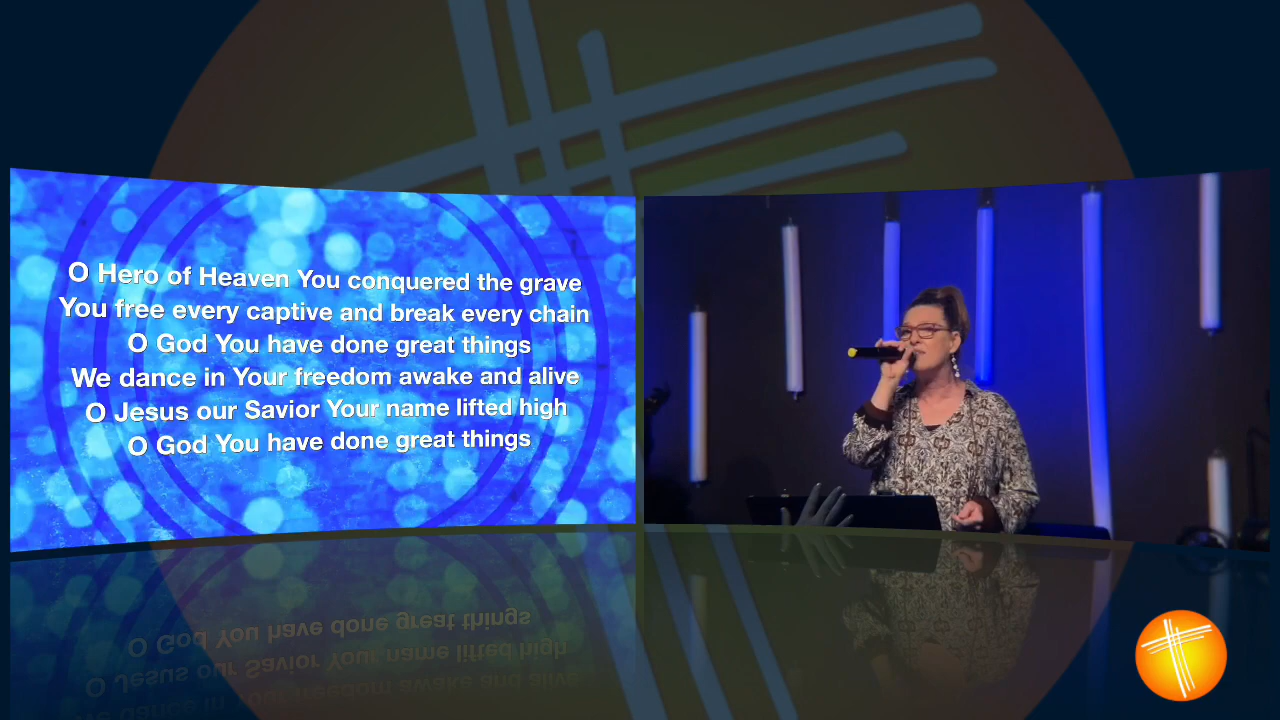 O Hero of Heaven You conquered the grave
You free every captive and break every chain
O God You have done great things
We dance in Your freedom awake and alive
O Jesus our Savior Your name lifted high
O God You have done great things